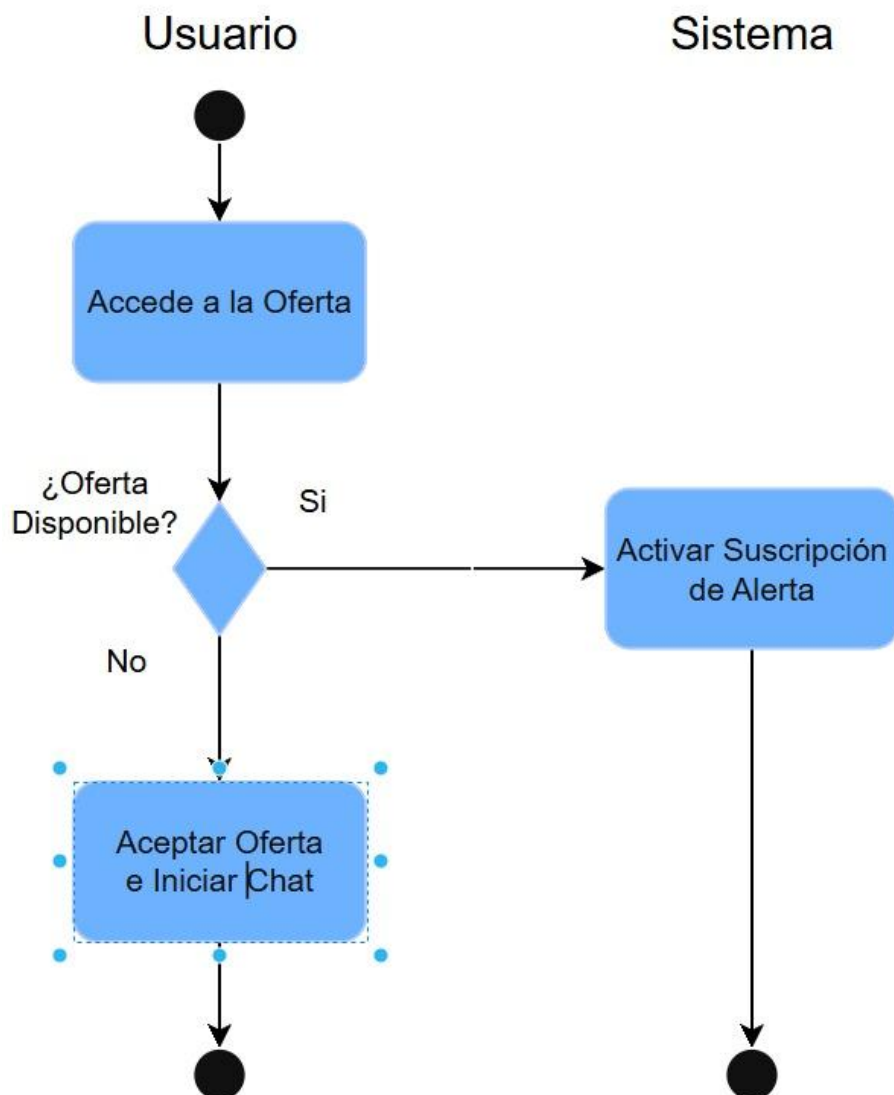 Usuario
Sistema
Accede a la Oferta
¿Oferta
Disponible?
Si
Activar Suscripción
de Alerta
No
Aceptar Oferta
e Iniciar Chat